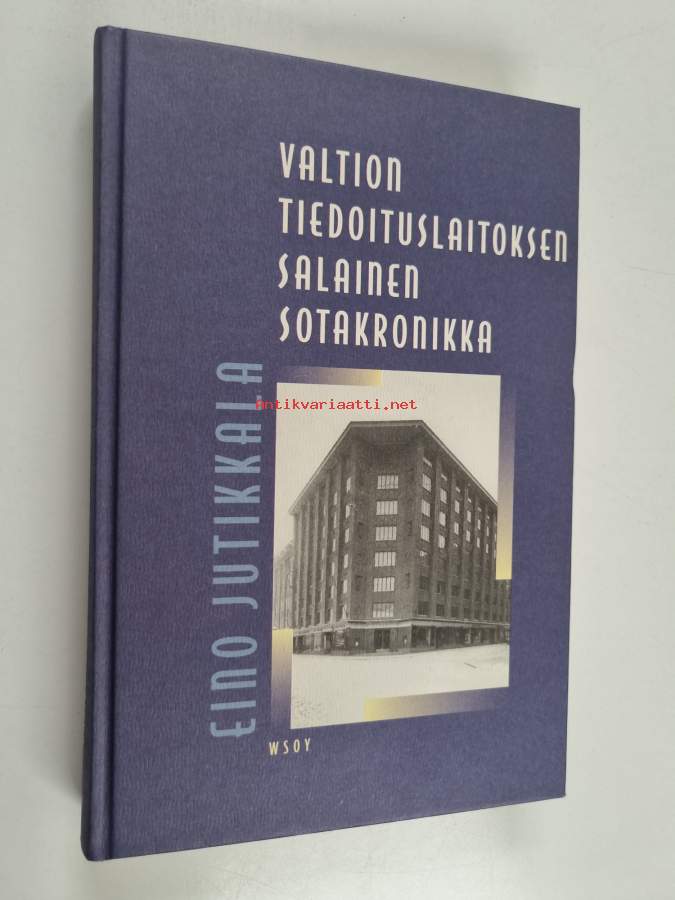 VALTION
TIEDOITUSLAITOKSEN
SALAINEN
SOTAKRONIKKA
EINO JUTIKKALA
antikvariaatti.net
WSOY